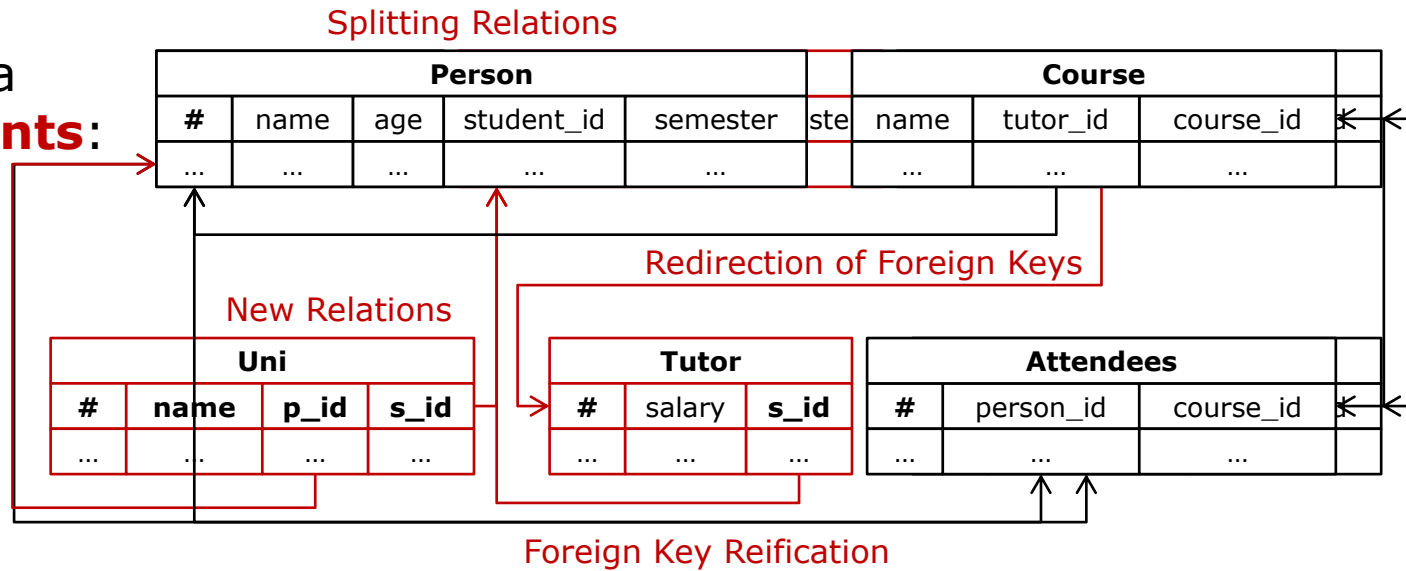 Splitting Relations
a
nts:
Person Course
# name age student_id semester ste name tutor_id course_id d
... ... ... ... ... ... ... ...
Redirection of Foreign Keys
New Relations
Uni Tutor Attendees
# name p_id s_id # salary s_id # person_id course_id d
... ... ... ... ... ... ... ... ... ...
Foreign Key Reification